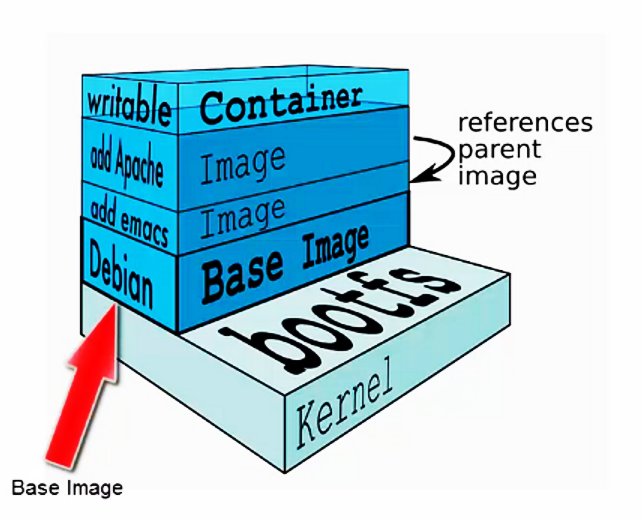 writable Container
add Apache Image
add emacs Image
Debian Base Image
references
parent
image
bootfs
Kernel
Base Image